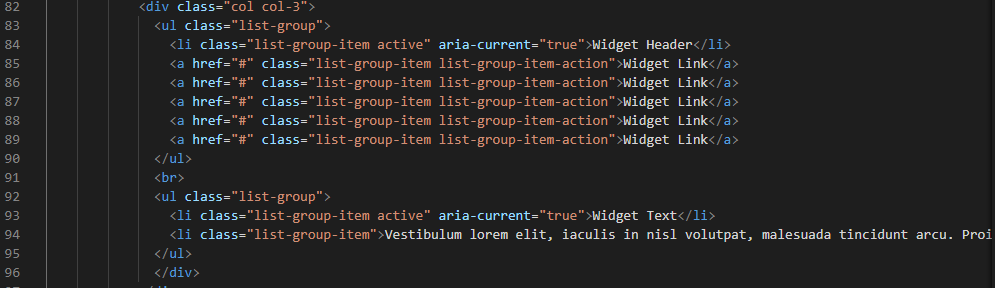 82 <div class="col col-3">
83 <ul class="list-group">
84 <li class="list-group-item active" aria-current="true">Widget Header</li>
85 <a href="#" class="list-group-item list-group-item-action">Widget Link</a>
86 <a href="#" class="list-group-item list-group-item-action">Widget Link</a>
87 <a href="#" class="list-group-item list-group-item-action">Widget Link</a>
88 <a href="#" class="list-group-item list-group-item-action">Widget Link</a>
89 <a href="#" class="list-group-item list-group-item-action">Widget Link</a>
90 </ul>
91 <br>
92 <ul class="list-group">
93 <li class="list-group-item active" aria-current="true">Widget Text</li>
94 <li class="list-group-item">Vestibulum lorem elit, iaculis in nisl volutpat, malesuada tincidunt arcu. Proi
95 </ul>
96 </div>